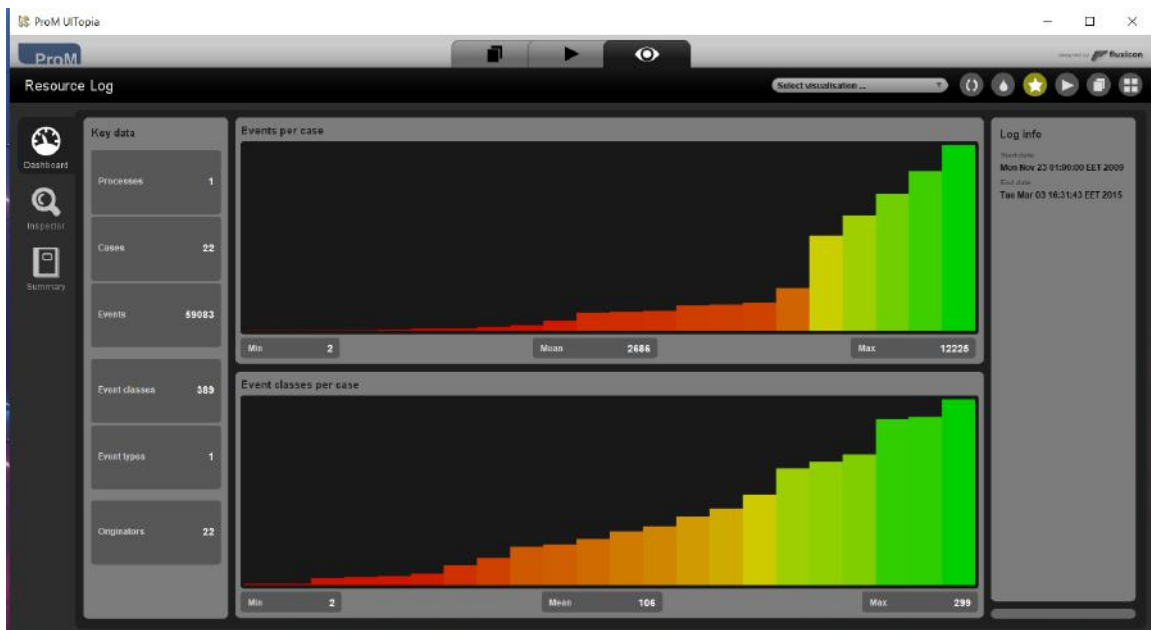 ProM UITopia
ProM
designed by fluxicon
Resource Log
Select visualisation ...
Dashboard
Inspector
Summary
Key data
Processes 1
Cases 22
Events 59083
Event classes 389
Event types 1
Originators 22
Events per case
Min 2 Mean 2686 Max 12225
Event classes per case
Min 2 Mean 106 Max 299
Log info
Start date
Mon Nov 23 01:00:00 EET 2009
End date
Tue Mar 03 16:31:43 EET 2015